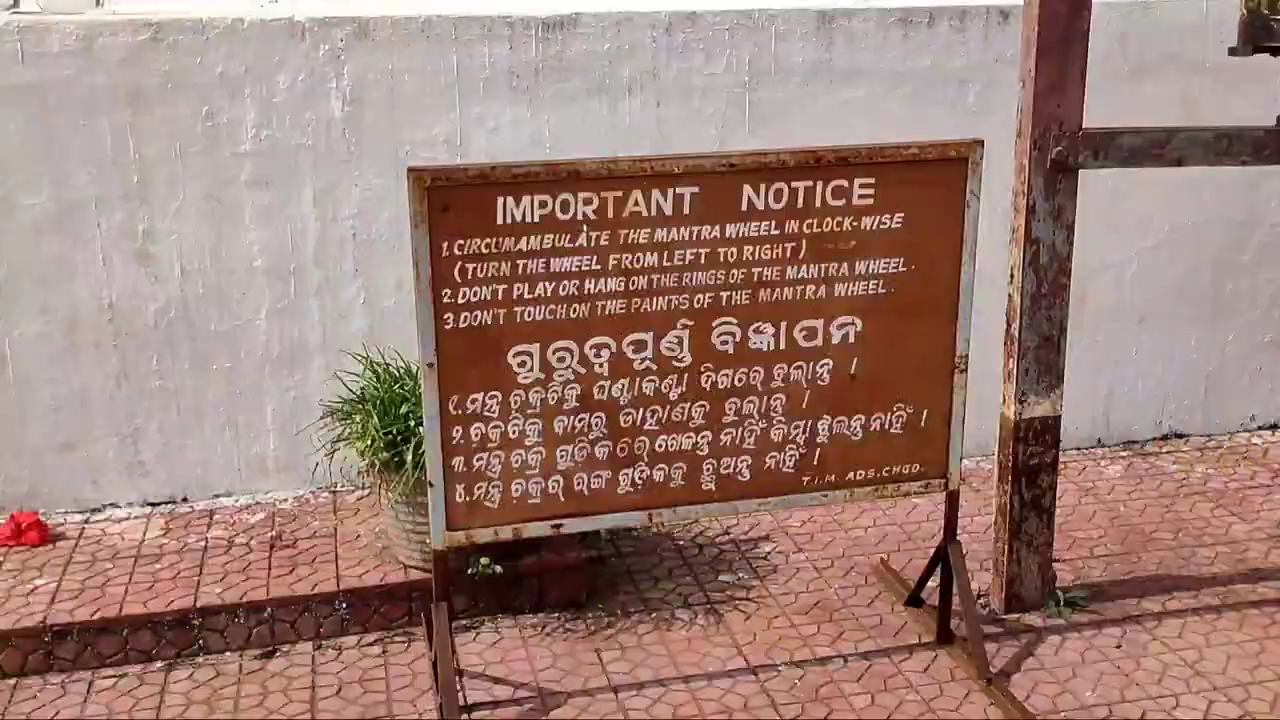 IMPORTANT NOTICE
1. CIRCUMAMBULATE THE MANTRA WHEEL IN CLOCK-WISE
(TURN THE WHEEL FROM LEFT TO RIGHT)
2. DON'T PLAY OR HANG ON THE RINGS OF THE MANTRA WHEEL.
3. DON'T TOUCH ON THE PAINTS OF THE MANTRA WHEEL.
ଗୁରୁତ୍ୱପୂର୍ଣ୍ଣ ବିଜ୍ଞାପନ
୧. ମନ୍ତ୍ର ଚକ୍ରଟିକୁ ଘଣ୍ଟାକଣ୍ଟା ଦିଗରେ ବୁଲାନ୍ତୁ ।
୨ ଚକ୍ରଟିକୁ ବାମରୁ ଡାହାଣକୁ ବୁଲାନ୍ତୁ ।
୩. ମନ୍ତ୍ର ଚକ୍ର ଗୁଡିକରେ ଖେଳନ୍ତୁ ନାହିଁ କିମ୍ବା ଝୁଲନ୍ତୁ ନାହିଁ ।
୪. ମନ୍ତ୍ର ଚକ୍ରର ରଙ୍ଗ ଗୁଡ଼ିକକୁ ଛୁଅନ୍ତୁ ନାହିଁ ।
T.I.M. ADS. CHGD.